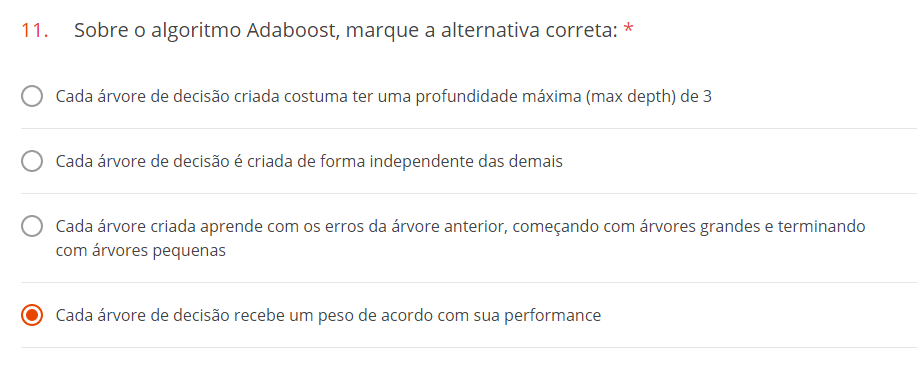 11. Sobre o algoritmo Adaboost, marque a alternativa correta: *
Cada árvore de decisão criada costuma ter uma profundidade máxima (max depth) de 3
Cada árvore de decisão é criada de forma independente das demais
Cada árvore criada aprende com os erros da árvore anterior, começando com árvores grandes e terminando
com árvores pequenas
Cada árvore de decisão recebe um peso de acordo com sua performance